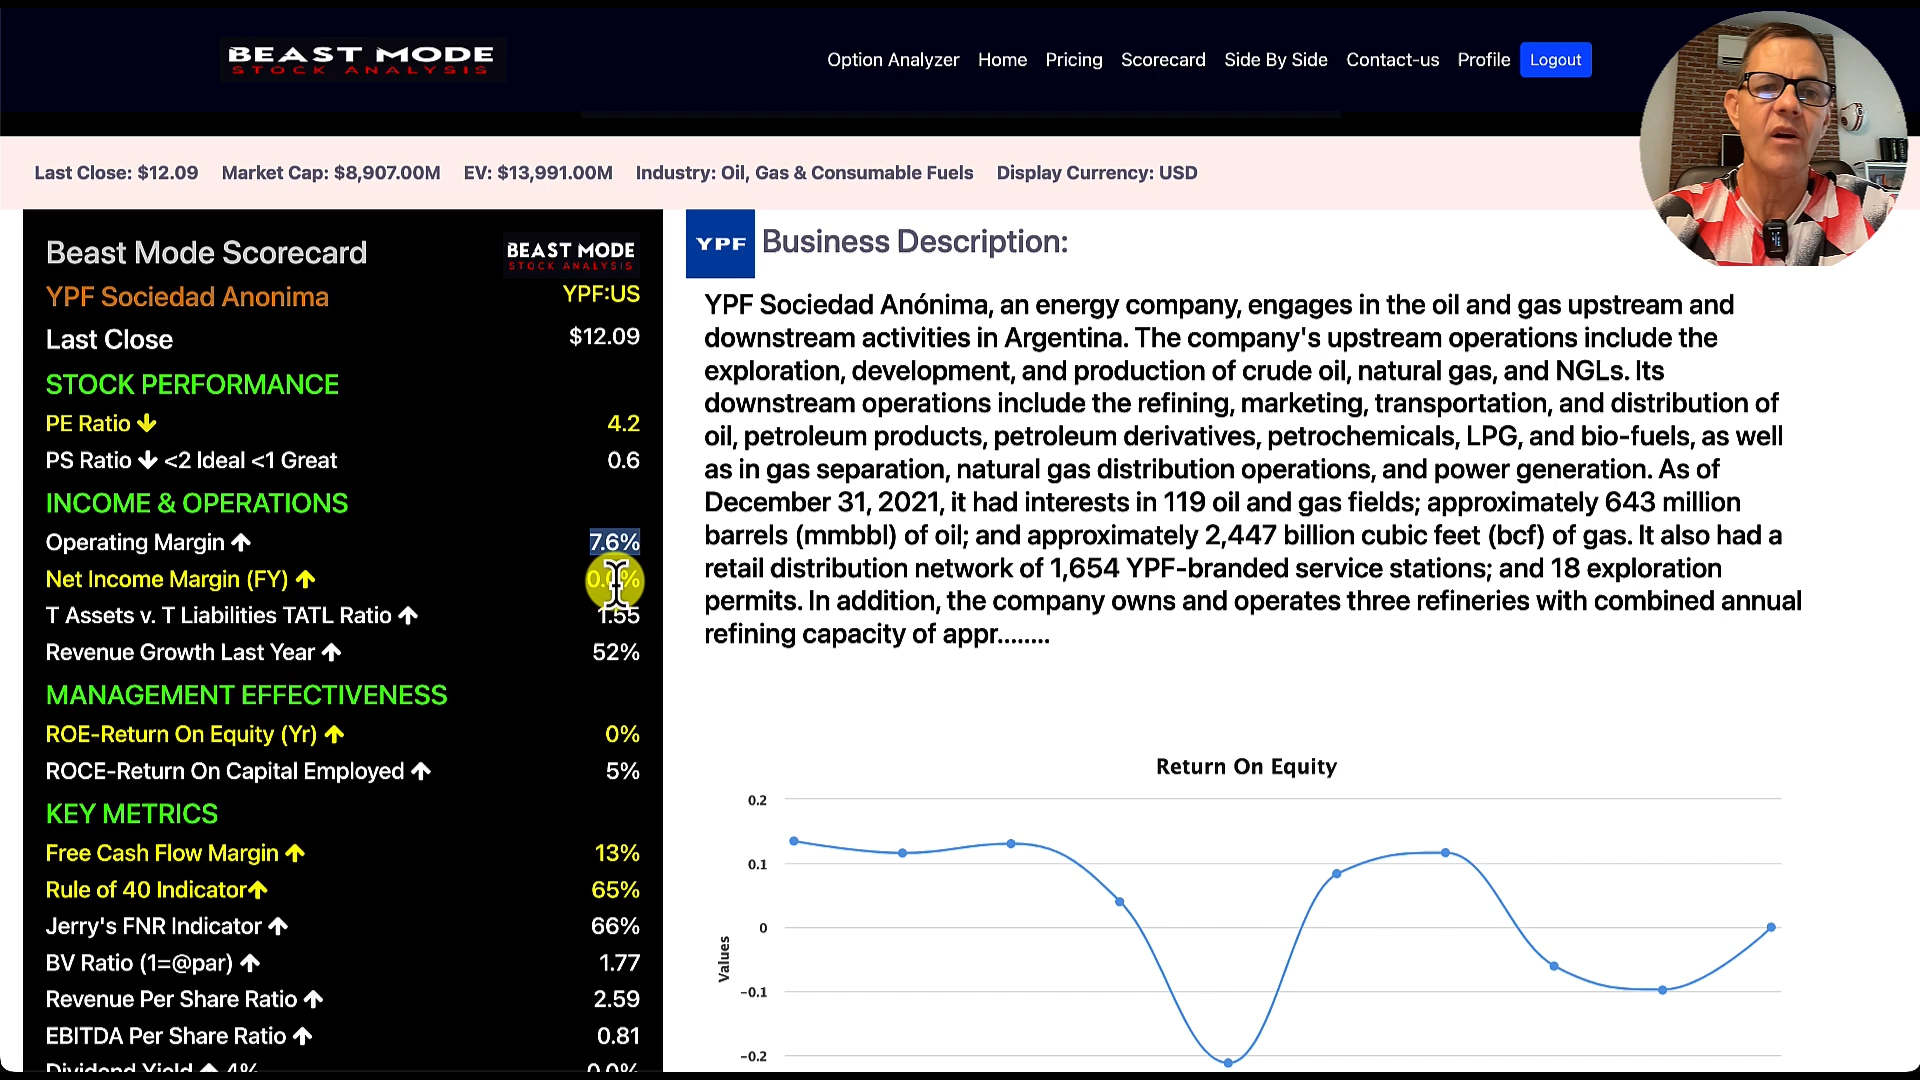 BEAST MODE
STOCK ANALYSIS
Option Analyzer Home Pricing Scorecard Side By Side Contact-us Profile Logout
Last Close: $12.09 Market Cap: $8,907.00M EV: $13,991.00M Industry: Oil, Gas & Consumable Fuels Display Currency: USD
Beast Mode Scorecard
BEAST MODE
STOCK ANALYSIS
YPF Sociedad Anonima YPF:US
Last Close $12.09
STOCK PERFORMANCE
PE Ratio ↓ 4.2
PS Ratio ↓ <2 Ideal <1 Great 0.6
INCOME & OPERATIONS
Operating Margin ↑ 7.6%
Net Income Margin (FY) ↑
T Assets v. T Liabilities TATL Ratio ↑ 1.55
Revenue Growth Last Year ↑ 52%
MANAGEMENT EFFECTIVENESS
ROE-Return On Equity (Yr) ↑ 0%
ROCE-Return On Capital Employed ↑ 5%
KEY METRICS
Free Cash Flow Margin ↑ 13%
Rule of 40 Indicator↑ 65%
Jerry's FNR Indicator ↑ 66%
BV Ratio (1=@par) ↑ 1.77
Revenue Per Share Ratio ↑ 2.59
EBITDA Per Share Ratio ↑ 0.81
Dividend Yield ↑ 4% 0.0%
YPF
Business Description:
YPF Sociedad Anónima, an energy company, engages in the oil and gas upstream and
downstream activities in Argentina. The company's upstream operations include the
exploration, development, and production of crude oil, natural gas, and NGLs. Its
downstream operations include the refining, marketing, transportation, and distribution of
oil, petroleum products, petroleum derivatives, petrochemicals, LPG, and bio-fuels, as well
as in gas separation, natural gas distribution operations, and power generation. As of
December 31, 2021, it had interests in 119 oil and gas fields; approximately 643 million
barrels (mmbbl) of oil; and approximately 2,447 billion cubic feet (bcf) of gas. It also had a
retail distribution network of 1,654 YPF-branded service stations; and 18 exploration
permits. In addition, the company owns and operates three refineries with combined annual
refining capacity of appr........
Return On Equity
0.2
0.1
0
-0.1
-0.2
Values